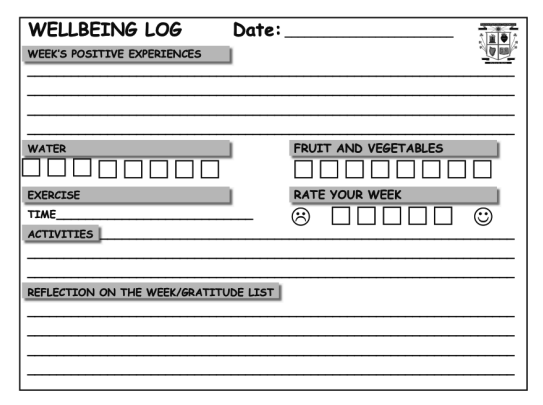 WELLBEING LOG Date:
WEEK'S POSITIVE EXPERIENCES
WATER
FRUIT AND VEGETABLES
EXERCISE
RATE YOUR WEEK
TIME
ACTIVITIES
REFLECTION ON THE WEEK/GRATITUDE LIST